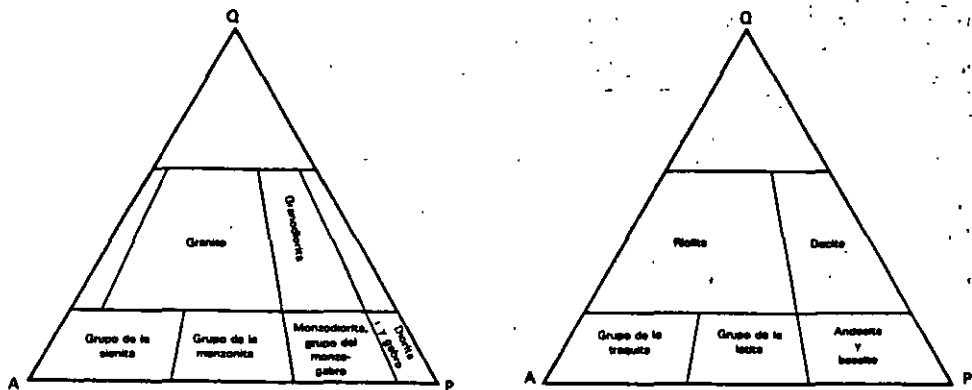 Q
Granito
Granodiorita
Grupo de la
sienita
Grupo de la
monzonita
Monzodiorita,
grupo del
monzo-
gabro
Diorita
y gabro
A
P
Q
Riolita
Dacita
Grupo de la
traquita
Grupo de la
latita
Andesita
y
basalto
A
P